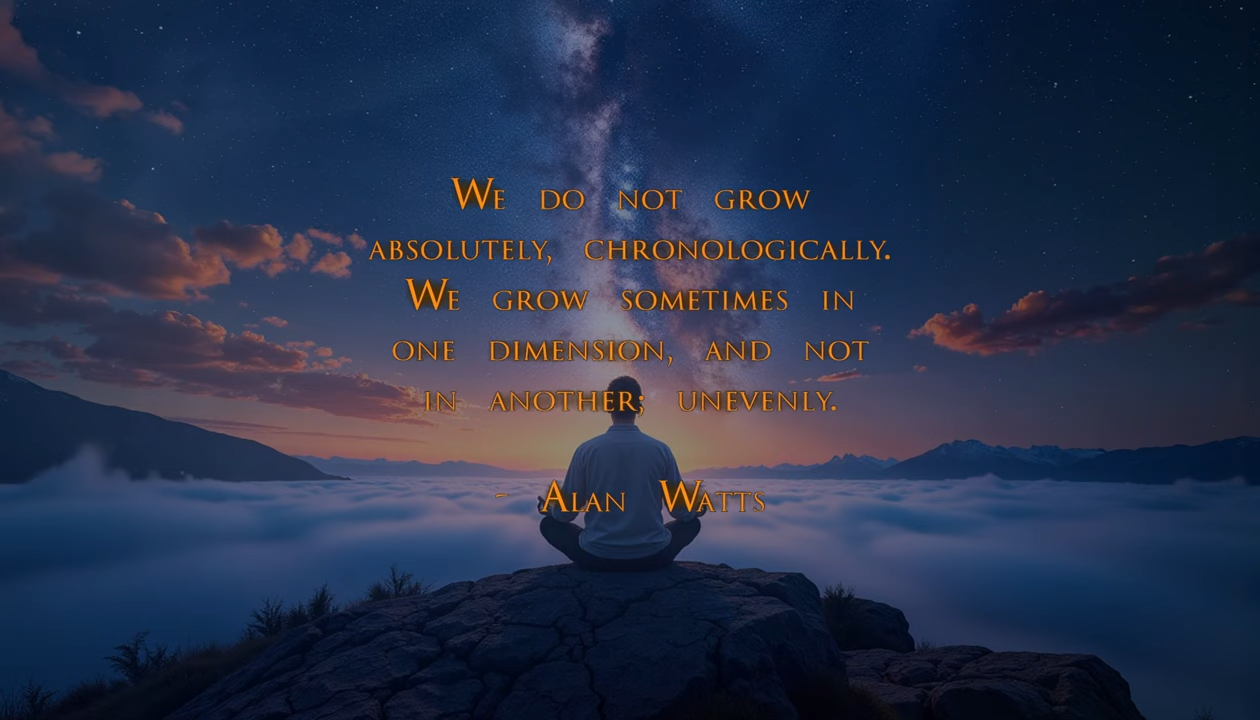 We do not grow
absolutely, chronologically.
We grow sometimes in
one dimension, and not
in another; unevenly.
- Alan Watts